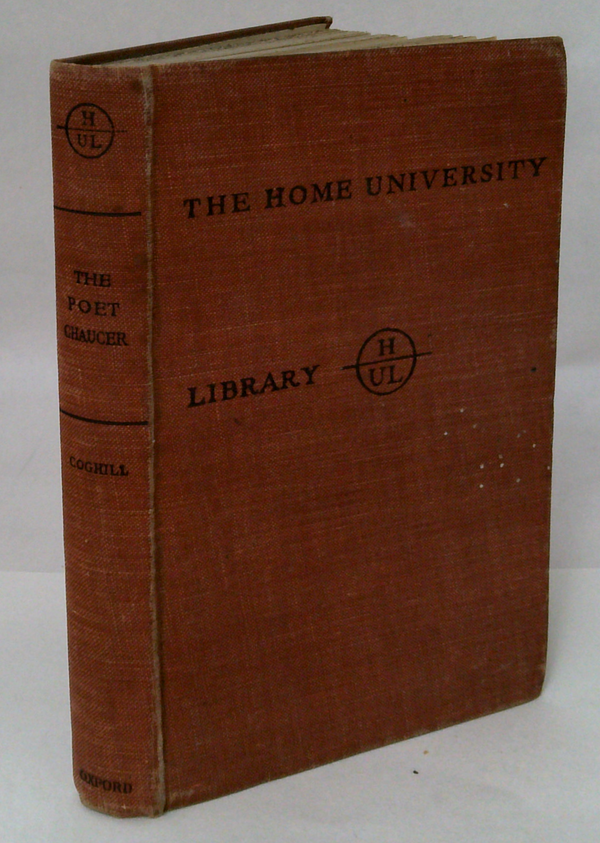 H
UL
THE
POET
CHAUCER
COGHILL
OXFORD
THE HOME UNIVERSITY
LIBRARY
H
UL